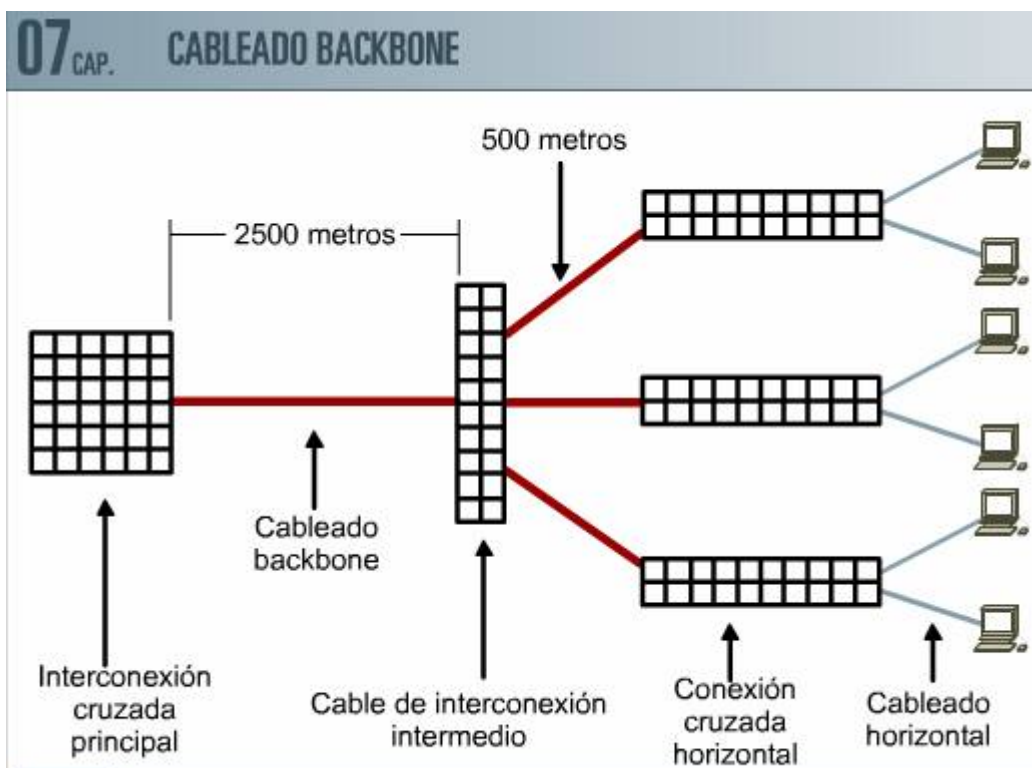 07 CAP. CABLEADO BACKBONE
500 metros
2500 metros
Cableado
backbone
Interconexión
cruzada
principal
Cable de interconexión
intermedio
Conexión
cruzada
horizontal
Cableado
horizontal